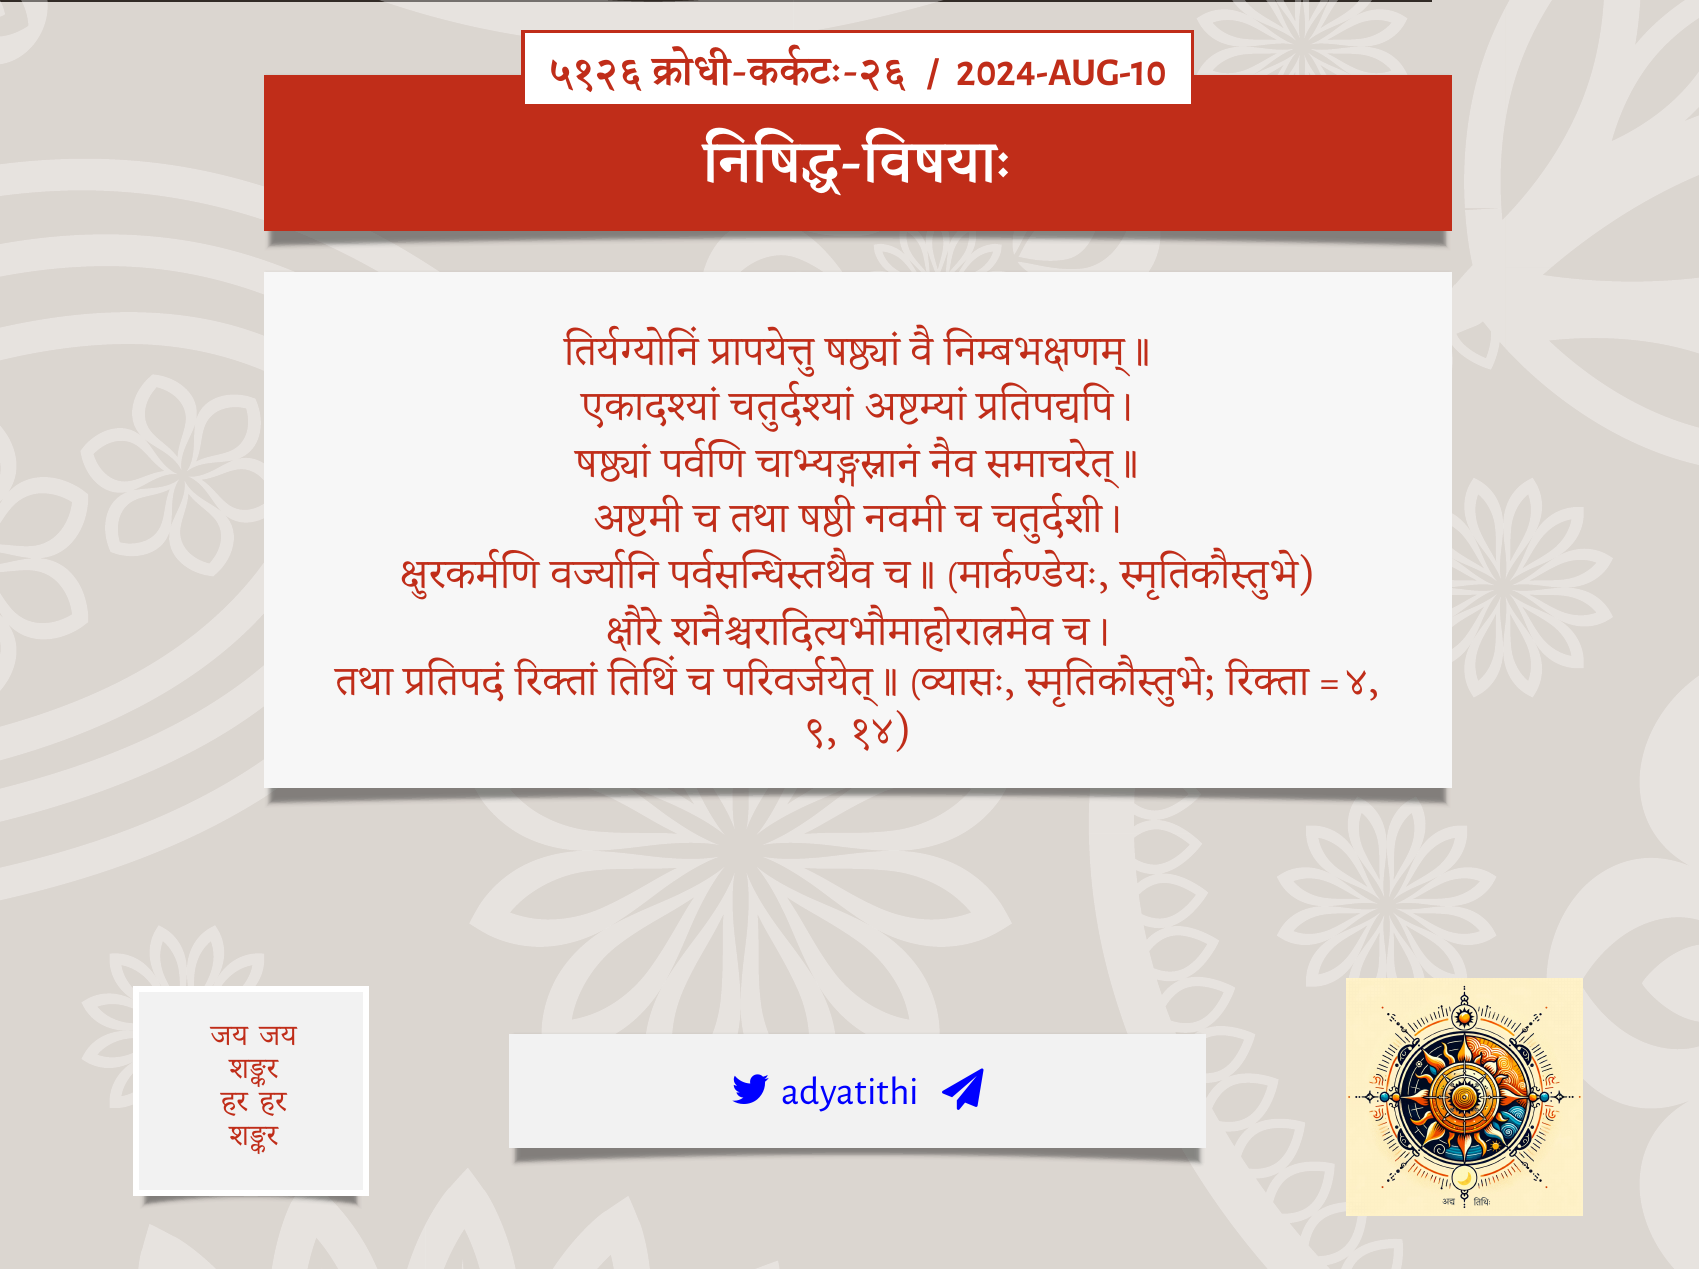 ५१२६ क्रोधी-कर्कटः-२६ / 2024-AUG-10
निषिद्ध-विषयाः
तिर्यग्योनिं प्रापयेत्तु षष्ठ्यां वै निम्बभक्षणम्॥
एकादश्यां चतुर्दश्यां अष्टम्यां प्रतिपद्यपि।
षष्ठ्यां पर्वणि चाभ्यङ्गस्नानं नैव समाचरेत्॥
अष्टमी च तथा षष्ठी नवमी च चतुर्दशी।
क्षुरकर्मणि वर्ज्यानि पर्वसन्धिस्तथैव च॥ (मार्कण्डेयः, स्मृतिकौस्तुभे)
क्षौरे शनैश्चरादित्यभौमाहोरात्रमेव च।
तथा प्रतिपदं रिक्तां तिथिं च परिवर्जयेत्॥ (व्यासः, स्मृतिकौस्तुभे; रिक्ता = ४,
९, १४)
जय जय
शङ्कर
हर हर
शङ्कर
adyatithi
अद्य तिथिः